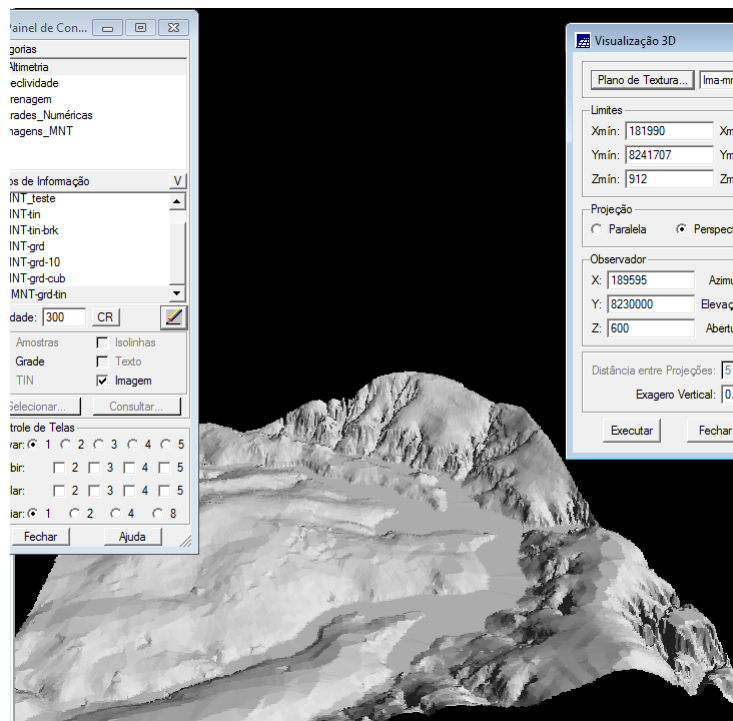 Painel de Con...
gorias
Altimetria
eclividade
renagem
rades_Numéricas
nagens_MNT
os de Informação
V
MNT_teste
MNT-tin
MNT-tin-brk
MNT-grd
MNT-grd-10
MNT-grd-cub
MNT-grd-tin
dade: 300 CR
Amostras Isolinhas
Grade Texto
TIN Imagem
Selecionar... Consultar...
trole de Telas
var: 1 2 3 4 5
bir: 2 3 4 5
lar: 2 3 4 5
iar: 1 2 4 8
Fechar Ajuda
Visualização 3D
Plano de Textura... Ima-mn
Limites
Xmín: 181990 Xm
Ymín: 8241707 Ym
Zmín: 912 Zm
Projeção
Paralela Perspect
Observador
X: 189595 Azimu
Y: 8230000 Elevaç
Z: 600 Abertu
Distância entre Projeções: 5
Exagero Vertical: 0.
Executar Fechar